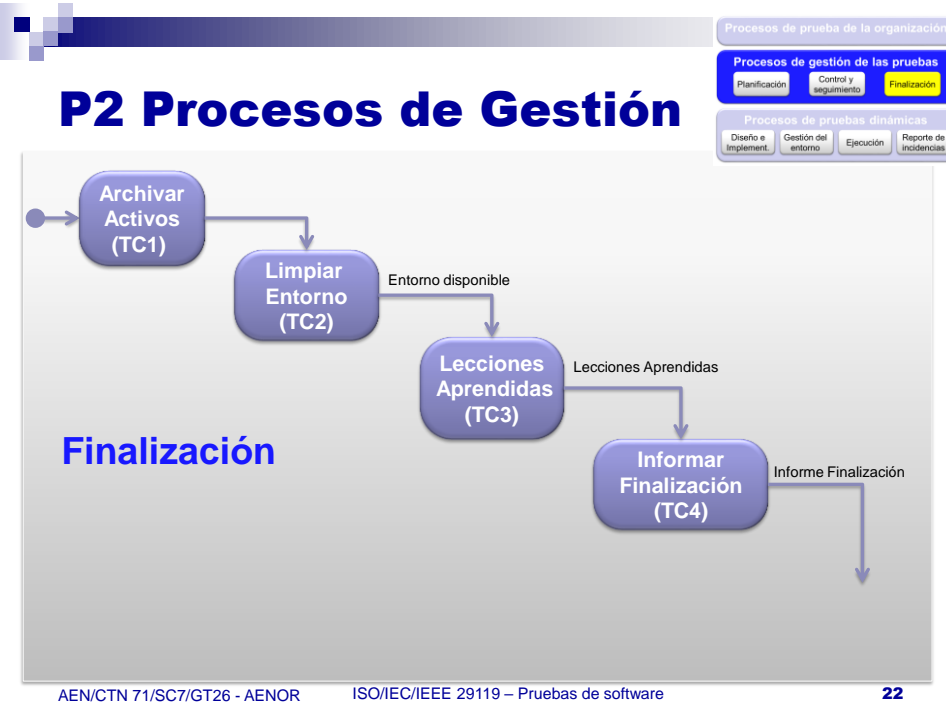 Procesos de prueba de la organización
Procesos de gestión de las pruebas
Planificación
Control y
seguimiento
Finalización
Procesos de pruebas dinámicas
Diseño e
Implement.
Gestión del
entorno
Ejecución
Reporte de
incidencias
P2 Procesos de Gestión
Archivar
Activos
(TC1)
Limpiar
Entorno
(TC2)
Entorno disponible
Lecciones
Aprendidas
(TC3)
Lecciones Aprendidas
Finalización
Informar
Finalización
(TC4)
Informe Finalización
AEN/CTN 71/SC7/GT26 - AENOR
ISO/IEC/IEEE 29119 – Pruebas de software
22